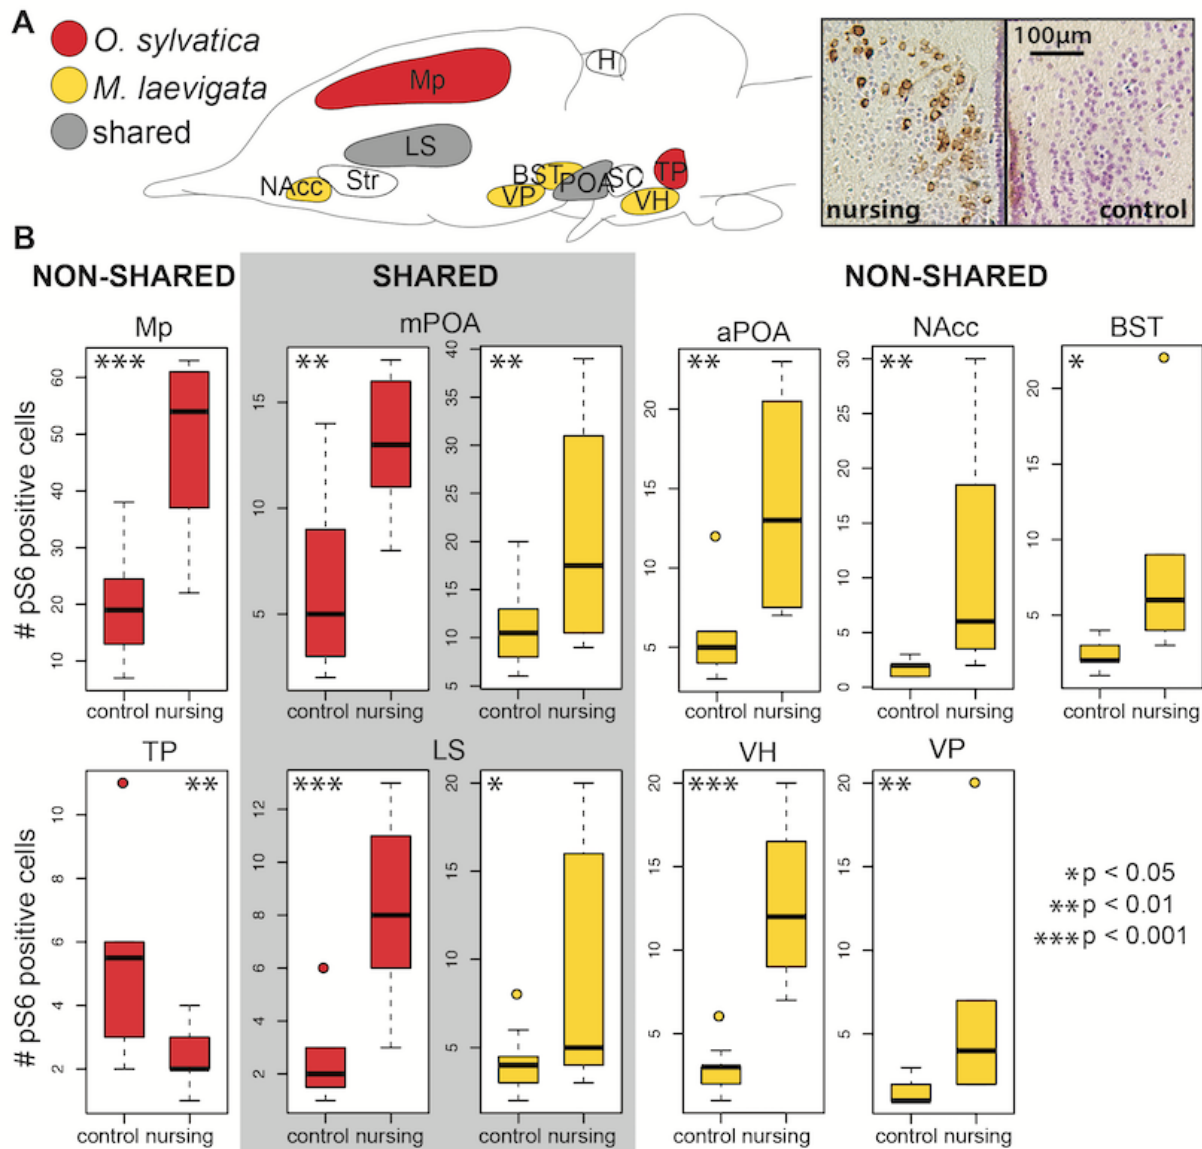 A
O. sylvatica
M. laevigata
shared
Mp
H
LS
NAcc
Str
BST
VP
POA
SC
TP
VH
100μm
nursing
control
B
NON-SHARED
SHARED
NON-SHARED
Mp
mPOA
aPOA
NAcc
BST
# pS6 positive cells
***
10 20 30 40 50 60
control nursing
**
5 10 15
control nursing
**
5 10 15 20 25 30 35 40
control nursing
**
5 10 15 20
control nursing
**
0 5 10 15 20 25 30
control nursing
*
5 10 15 20
control nursing
TP
LS
VH
VP
# pS6 positive cells
**
2 4 6 8 10
control nursing
***
2 4 6 8 10 12
control nursing
*
5 10 15 20
control nursing
***
5 10 15 20
control nursing
**
5 10 15 20
control nursing
*p < 0.05
**p < 0.01
***p < 0.001